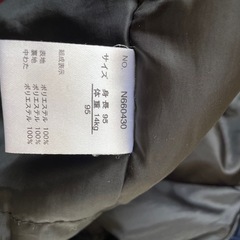 NO. N660430
サイズ 身長 95
体重 14kg
95
組成表示
表地 ポリエステル 100%
裏地 ポリエステル 100%
中わた ポリエステル 100%